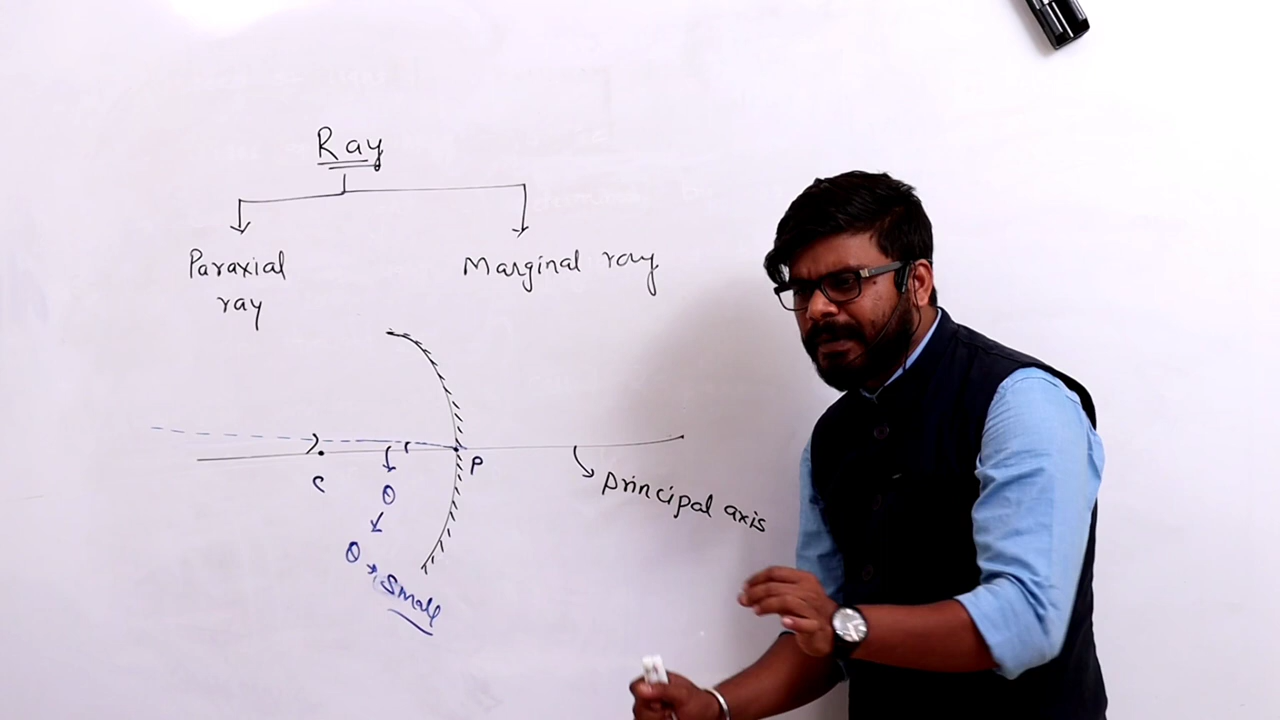 Ray
Paraxial
ray
Marginal ray
C
P
θ
θ → Small
principal axis